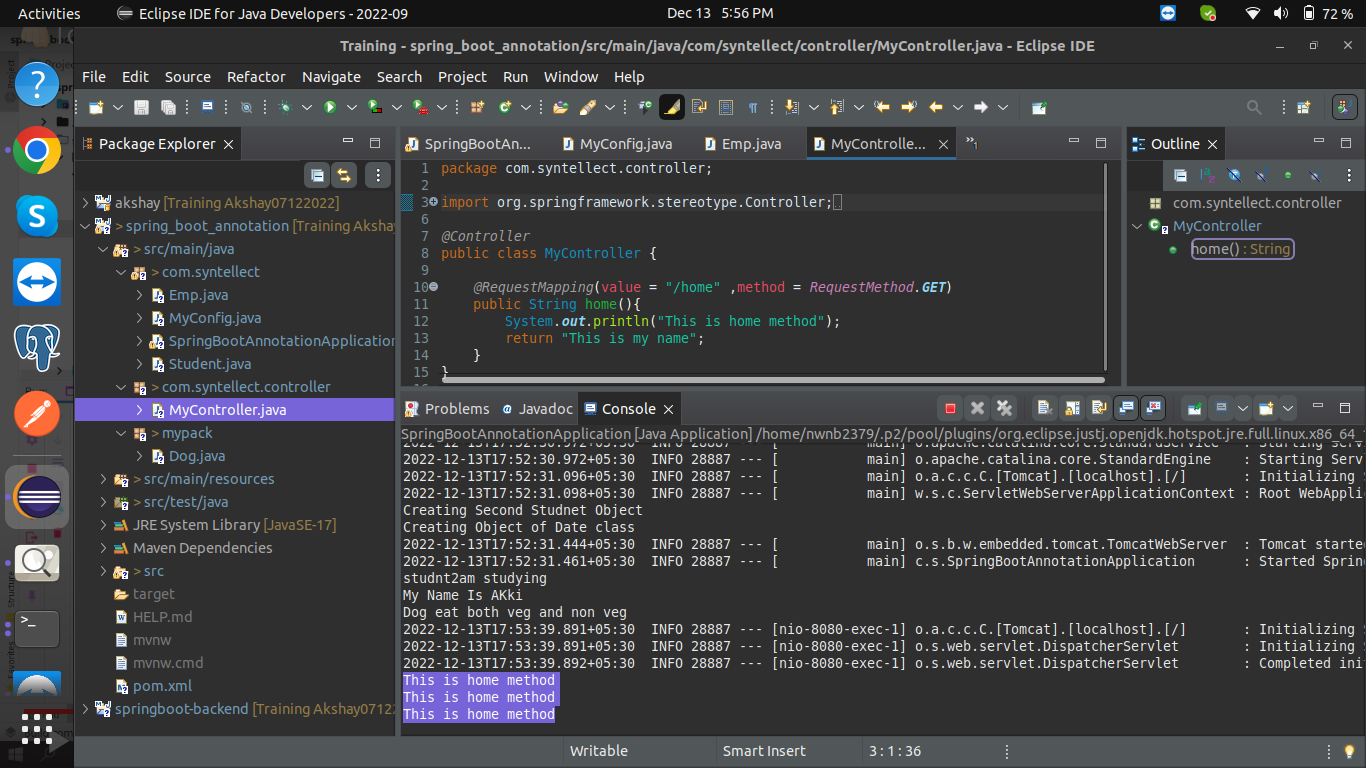 Activities
Eclipse IDE for Java Developers - 2022-09
Dec 13 5:56 PM
72 %
Training - spring_boot_annotation/src/main/java/com/syntellect/controller/MyController.java - Eclipse IDE
File Edit Source Refactor Navigate Search Project Run Window Help
Package Explorer
akshay [Training Akshay07122022]
> spring_boot_annotation [Training Akshay
> src/main/java
> com.syntellect
> Emp.java
> MyConfig.java
> SpringBootAnnotationApplication
> Student.java
> com.syntellect.controller
> MyController.java
> mypack
> Dog.java
> src/main/resources
> src/test/java
JRE System Library [JavaSE-17]
Maven Dependencies
> src
target
HELP.md
mvnw
mvnw.cmd
pom.xml
springboot-backend [Training Akshay0712
SpringBootAn...
MyConfig.java
Emp.java
MyControlle...
1 package com.syntellect.controller;
2
3 import org.springframework.stereotype.Controller;
6
7 @Controller
8 public class MyController {
9
10 @RequestMapping(value = "/home" ,method = RequestMethod.GET)
11 public String home(){
12 System.out.println("This is home method");
13 return "This is my name";
14 }
15 }
Outline
com.syntellect.controller
MyController
home() : String
Problems
@ Javadoc
Console
SpringBootAnnotationApplication [Java Application] /home/nwnb2379/.p2/pool/plugins/org.eclipse.justj.openjdk.hotspot.jre.full.linux.x86_64_
2022-12-13T17:52:30.972+05:30 INFO 28887 --- [ main] o.apache.catalina.core.StandardEngine : Starting Serv
2022-12-13T17:52:31.096+05:30 INFO 28887 --- [ main] o.a.c.c.C.[Tomcat].[localhost].[/] : Initializing S
2022-12-13T17:52:31.098+05:30 INFO 28887 --- [ main] w.s.c.ServletWebServerApplicationContext : Root WebApplic
Creating Second Studnet Object
Creating Object of Date class
2022-12-13T17:52:31.444+05:30 INFO 28887 --- [ main] o.s.b.w.embedded.tomcat.TomcatWebServer : Tomcat starte
2022-12-13T17:52:31.461+05:30 INFO 28887 --- [ main] c.s.SpringBootAnnotationApplication : Started Sprin
studnt2am studying
My Name Is AKki
Dog eat both veg and non veg
2022-12-13T17:53:39.891+05:30 INFO 28887 --- [nio-8080-exec-1] o.a.c.c.C.[Tomcat].[localhost].[/] : Initializing S
2022-12-13T17:53:39.891+05:30 INFO 28887 --- [nio-8080-exec-1] o.s.web.servlet.DispatcherServlet : Initializing S
2022-12-13T17:53:39.892+05:30 INFO 28887 --- [nio-8080-exec-1] o.s.web.servlet.DispatcherServlet : Completed init
This is home method
This is home method
This is home method
Writable
Smart Insert
3 : 1 : 36